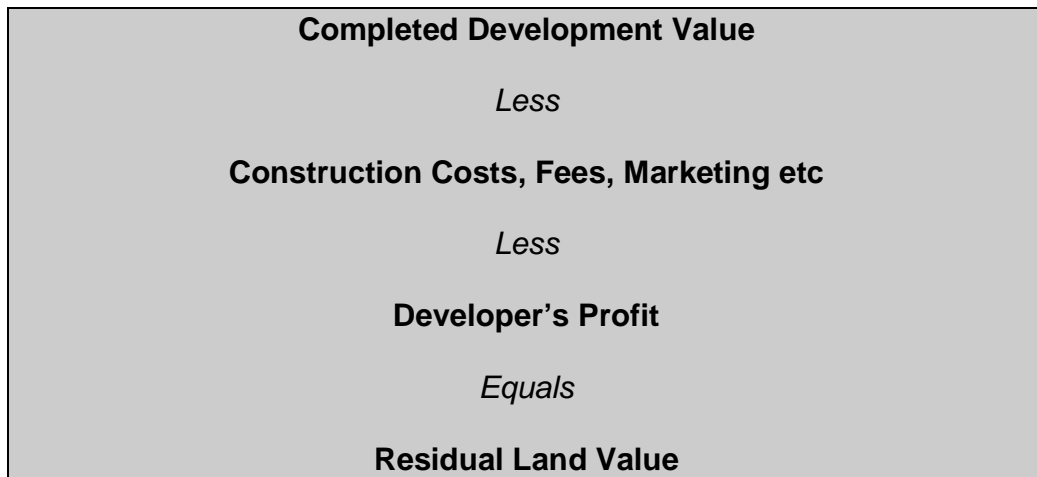 Completed Development Value
Less
Construction Costs, Fees, Marketing etc
Less
Developer’s Profit
Equals
Residual Land Value